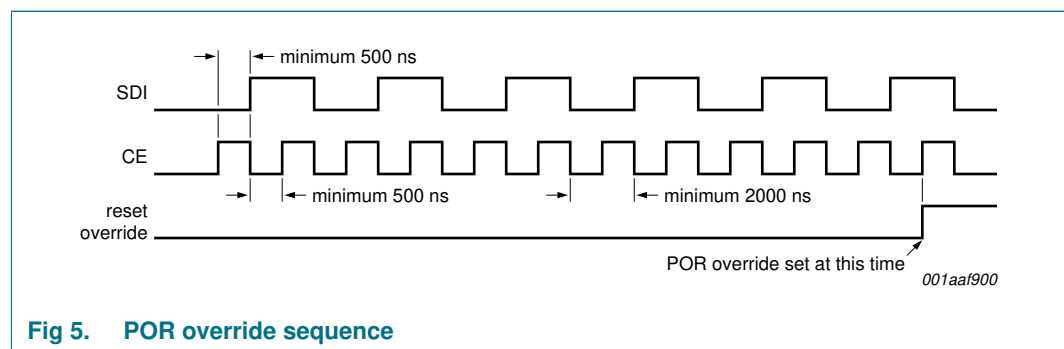 minimum 500 ns
SDI
CE
minimum 500 ns
minimum 2000 ns
reset
override
POR override set at this time
001aaf900
Fig 5. POR override sequence